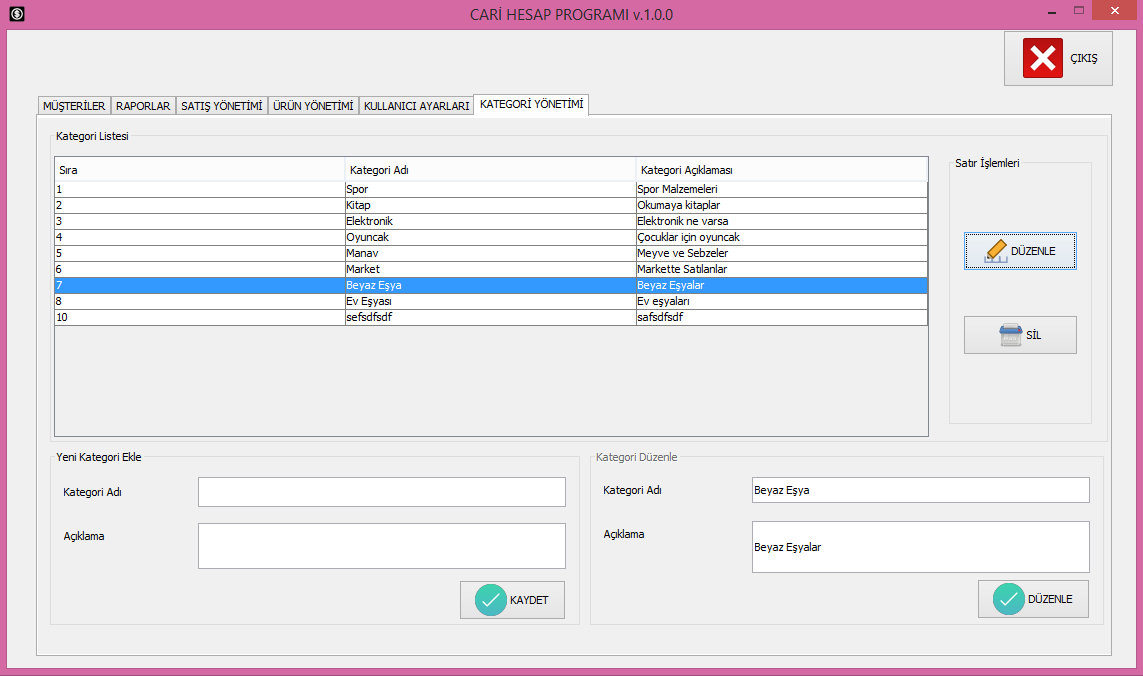 CARİ HESAP PROGRAMI v.1.0.0
ÇIKIŞ
MÜŞTERİLER RAPORLAR SATIŞ YÖNETİMİ ÜRÜN YÖNETİMİ KULLANICI AYARLARI KATEGORİ YÖNETİMİ
Kategori Listesi
Satır İşlemleri
Sıra Kategori Adı Kategori Açıklaması
1 Spor Spor Malzemeleri
2 Kitap Okumaya kitaplar
3 Elektronik Elektronik ne varsa
4 Oyuncak Çocuklar için oyuncak
5 Manav Meyve ve Sebzeler
6 Market Markette Satılanlar
7 Beyaz Eşya Beyaz Eşyalar
8 Ev Eşyası Ev eşyaları
10 sefsdfsdf safsdfsdf
DÜZENLE
SİL
Yeni Kategori Ekle
Kategori Adı
Açıklama
KAYDET
Kategori Düzenle
Kategori Adı Beyaz Eşya
Açıklama
Beyaz Eşyalar
DÜZENLE